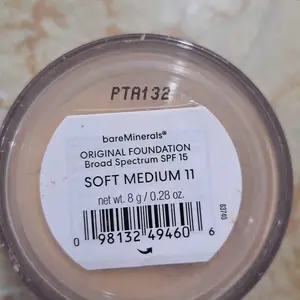 PTA132
bareMinerals®
ORIGINAL FOUNDATION
Broad Spectrum SPF 15
SOFT MEDIUM 11
net wt. 8 g / 0.28 oz.
83740
0 98132 49460 6